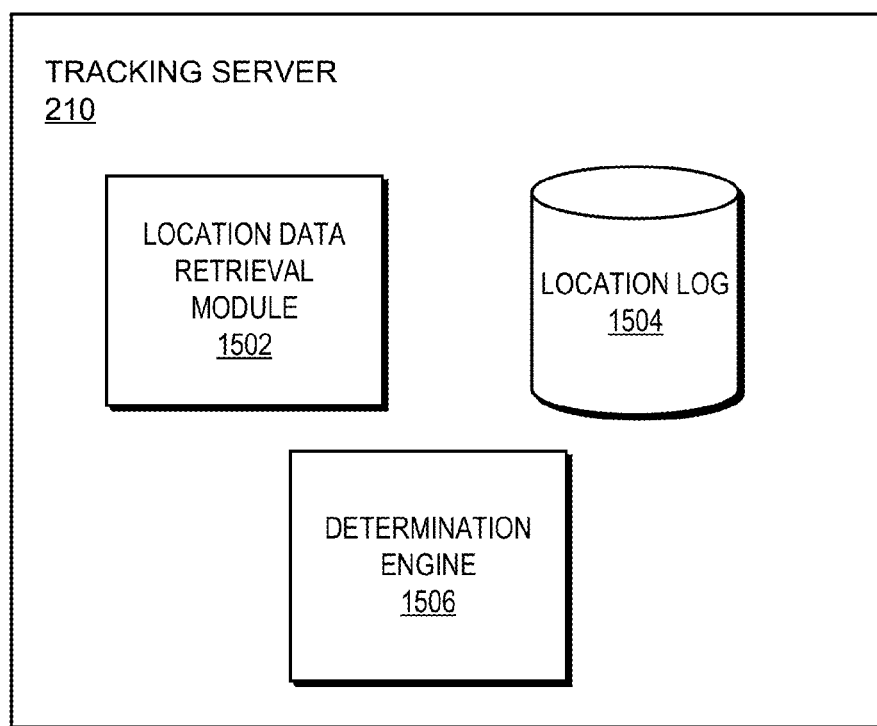 TRACKING SERVER
210
LOCATION DATA
RETRIEVAL
MODULE
1502
LOCATION LOG
1504
DETERMINATION
ENGINE
1506